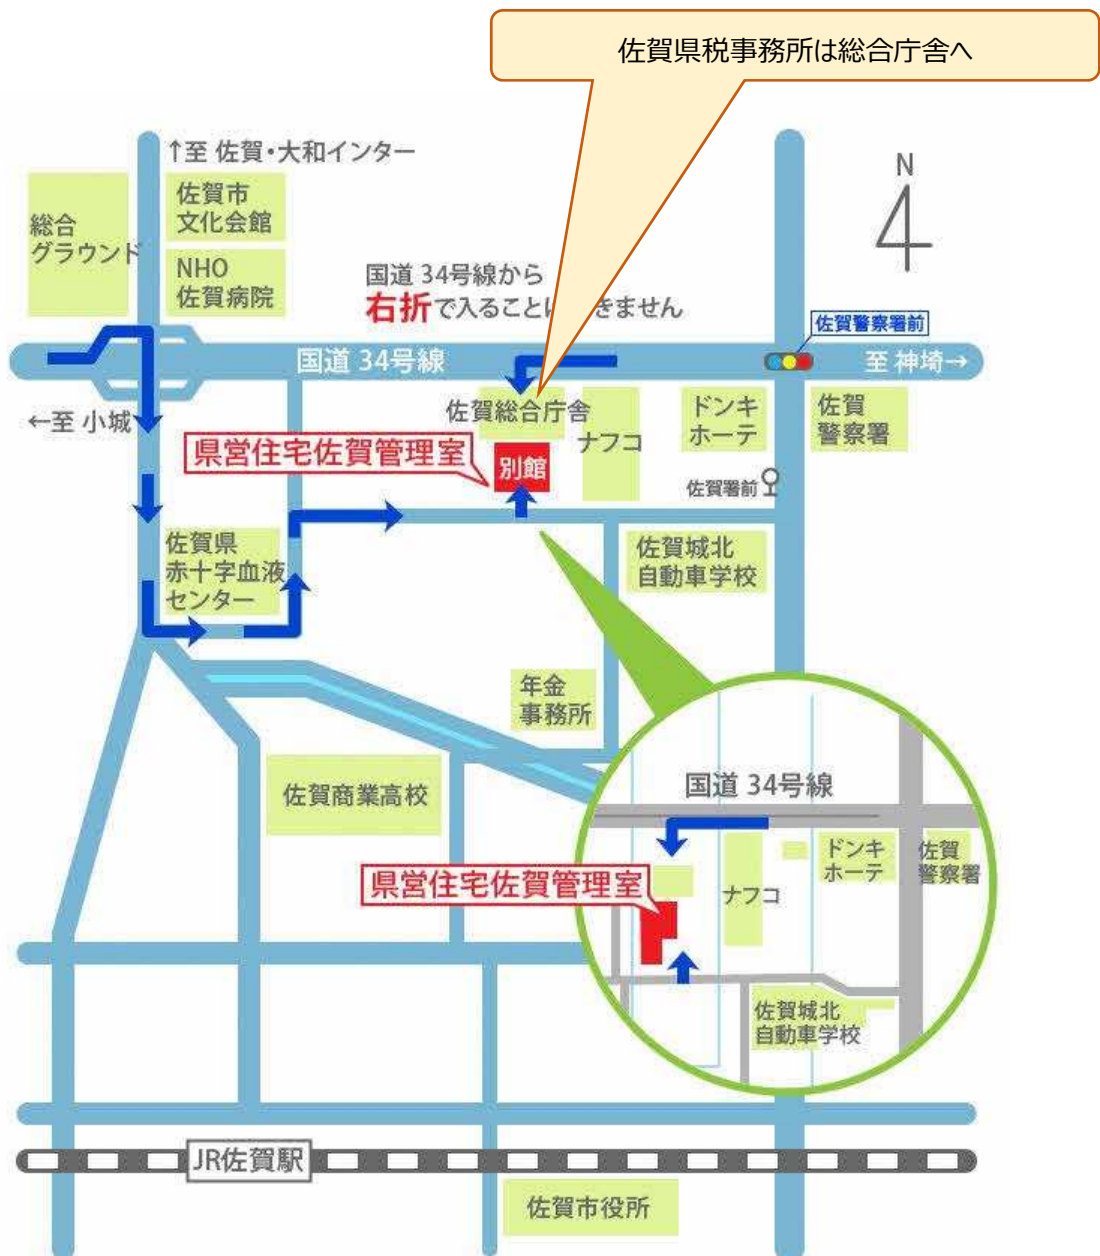 佐賀県税事務所は総合庁舎へ
↑至 佐賀・大和インター
総合
グラウンド
佐賀市
文化会館
NHO
佐賀病院
N
国道 34号線から
右折で入ることに きません
佐賀警察署前
国道 34号線
至 神埼→
←至 小城
佐賀総合庁舎
ナフコ
ドンキ
ホーテ
佐賀
警察署
県営住宅佐賀管理室
別館
佐賀署前
佐賀県
赤十字血液
センター
佐賀城北
自動車学校
年金
事務所
佐賀商業高校
国道 34号線
ドンキ
ホーテ
佐賀
警察署
県営住宅佐賀管理室
ナフコ
佐賀城北
自動車学校
JR佐賀駅
佐賀市役所